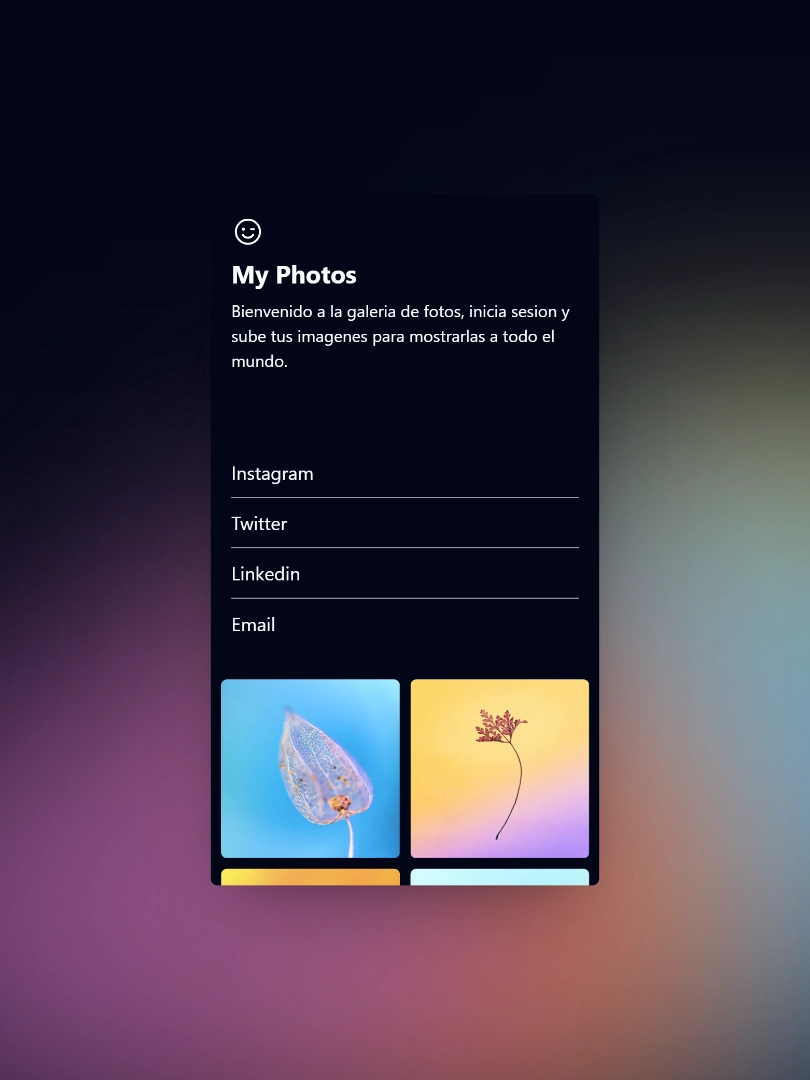 My Photos
Bienvenido a la galeria de fotos, inicia sesion y
sube tus imagenes para mostrarlas a todo el
mundo.
Instagram
Twitter
Linkedin
Email